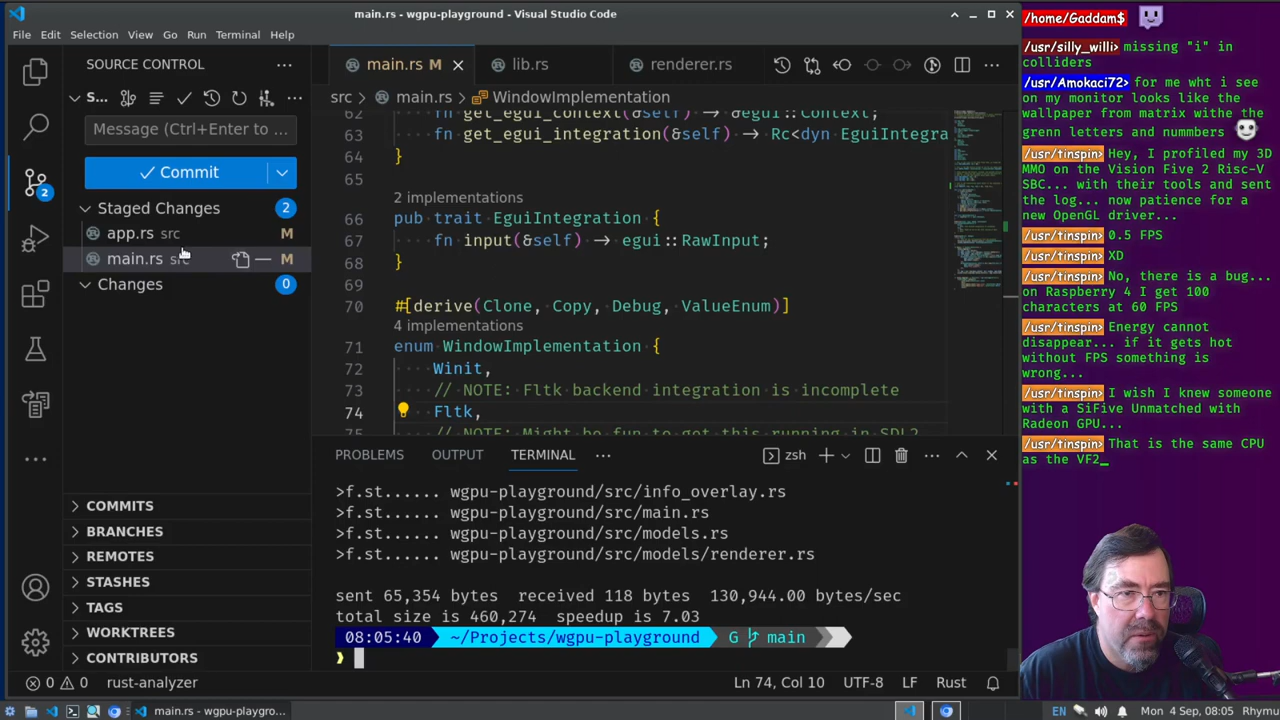 main.rs - wgpu-playground - Visual Studio Code
File Edit Selection View Go Run Terminal Help
SOURCE CONTROL
S...
Message (Ctrl+Enter to ...
Commit
Staged Changes 2
app.rs src M
main.rs M
Changes 0
2
COMMITS
BRANCHES
REMOTES
STASHES
TAGS
WORKTREES
CONTRIBUTORS
main.rs M
lib.rs
renderer.rs
src > main.rs > WindowImplementation
62 fn get_egui_context(&self) → &egui::Context;
63 fn get_egui_integration(&self) → Rc<dyn EguiIntegra
64 }
65
2 implementations
66 pub trait EguiIntegration {
67 fn input(&self) → egui::RawInput;
68 }
69
70 #[derive(Clone, Copy, Debug, ValueEnum)]
4 implementations
71 enum WindowImplementation {
72 Winit,
73 // NOTE: Fltk backend integration is incomplete
74 Fltk,
75 // NOTE: Might be fun to get this running in SDL2
PROBLEMS OUTPUT TERMINAL
zsh
>f.st...... wgpu-playground/src/info_overlay.rs
>f.st...... wgpu-playground/src/main.rs
>f.st...... wgpu-playground/src/models.rs
>f.st...... wgpu-playground/src/models/renderer.rs
sent 65,354 bytes received 118 bytes 130,944.00 bytes/sec
total size is 460,274 speedup is 7.03
08:05:40 ~/Projects/wgpu-playground G main
❯
0 0 rust-analyzer Ln 74, Col 10 UTF-8 LF Rust
main.rs - wgpu-playgro...
EN Mon 4 Sep, 08:05 Rhymu
/home/Gaddam$
/usr/silly_willi> missing "i" in
colliders
/usr/Amokaci72> for me wht i see
on my monitor looks like the
wallpaper from matrix withe the
grenn letters and nummbers
/usr/tinspin> Hey, I profiled my 3D
MMO on the Vision Five 2 Risc-V
SBC... with their tools and sent
the log... now patience for a
new OpenGL driver...
/usr/tinspin> 0.5 FPS
/usr/tinspin> XD
/usr/tinspin> No, there is a bug...
on Raspberry 4 I get 100
characters at 60 FPS
/usr/tinspin> Energy cannot
disappear... if it gets hot
without FPS something is
wrong...
/usr/tinspin> I wish I knew someone
with a SiFive Unmatched with
Radeon GPU...
/usr/tinspin> That is the same CPU
as the VF2_